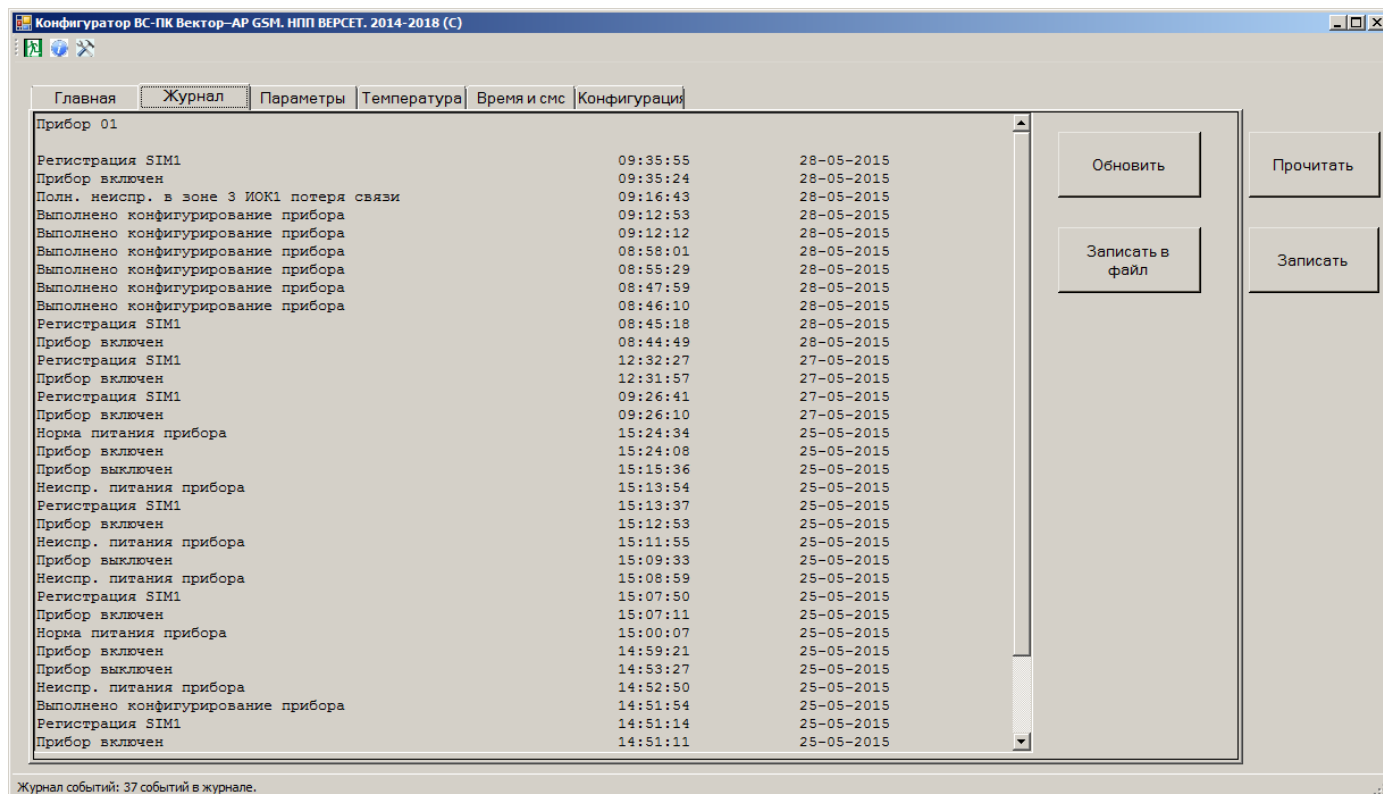 Конфигуратор ВС-ПК Вектор–АР GSM. НПП ВЕРСЕТ. 2014-2018 (C)
Главная Журнал Параметры Температура Время и смс Конфигурация
Прибор 01
Регистрация SIM1 09:35:55 28-05-2015
Прибор включен 09:35:24 28-05-2015
Полн. неиспр. в зоне 3 ИОК1 потеря связи 09:16:43 28-05-2015
Выполнено конфигурирование прибора 09:12:53 28-05-2015
Выполнено конфигурирование прибора 09:12:12 28-05-2015
Выполнено конфигурирование прибора 08:58:01 28-05-2015
Выполнено конфигурирование прибора 08:55:29 28-05-2015
Выполнено конфигурирование прибора 08:47:59 28-05-2015
Выполнено конфигурирование прибора 08:46:10 28-05-2015
Регистрация SIM1 08:45:18 28-05-2015
Прибор включен 08:44:49 28-05-2015
Регистрация SIM1 12:32:27 27-05-2015
Прибор включен 12:31:57 27-05-2015
Регистрация SIM1 09:26:41 27-05-2015
Прибор включен 09:26:10 27-05-2015
Норма питания прибора 15:24:34 25-05-2015
Прибор включен 15:24:08 25-05-2015
Прибор выключен 15:15:36 25-05-2015
Неиспр. питания прибора 15:13:54 25-05-2015
Регистрация SIM1 15:13:37 25-05-2015
Прибор включен 15:12:53 25-05-2015
Неиспр. питания прибора 15:11:55 25-05-2015
Прибор выключен 15:09:33 25-05-2015
Неиспр. питания прибора 15:08:59 25-05-2015
Регистрация SIM1 15:07:50 25-05-2015
Прибор включен 15:07:11 25-05-2015
Норма питания прибора 15:00:07 25-05-2015
Прибор включен 14:59:21 25-05-2015
Прибор выключен 14:53:27 25-05-2015
Неиспр. питания прибора 14:52:50 25-05-2015
Выполнено конфигурирование прибора 14:51:54 25-05-2015
Регистрация SIM1 14:51:14 25-05-2015
Прибор включен 14:51:11 25-05-2015
Обновить
Прочитать
Записать в
файл
Записать
Журнал событий: 37 событий в журнале.